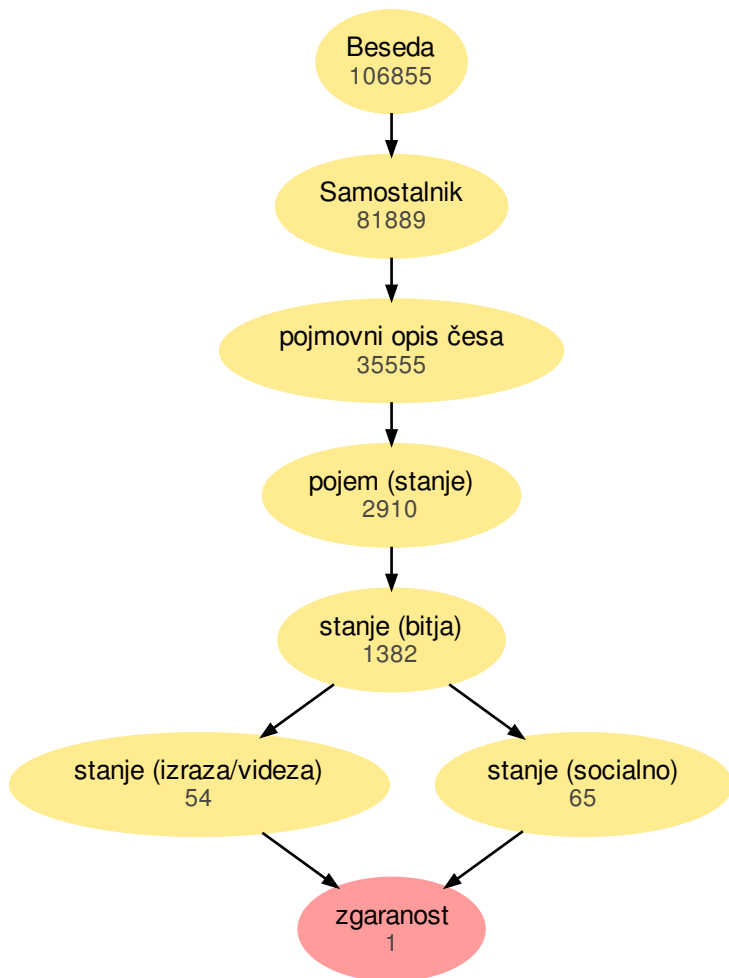 Beseda
106855
Samostalnik
81889
pojmovni opis česa
35555
pojem (stanje)
2910
stanje (bitja)
1382
stanje (izraza/videza)
54
stanje (socialno)
65
zgaranost
1